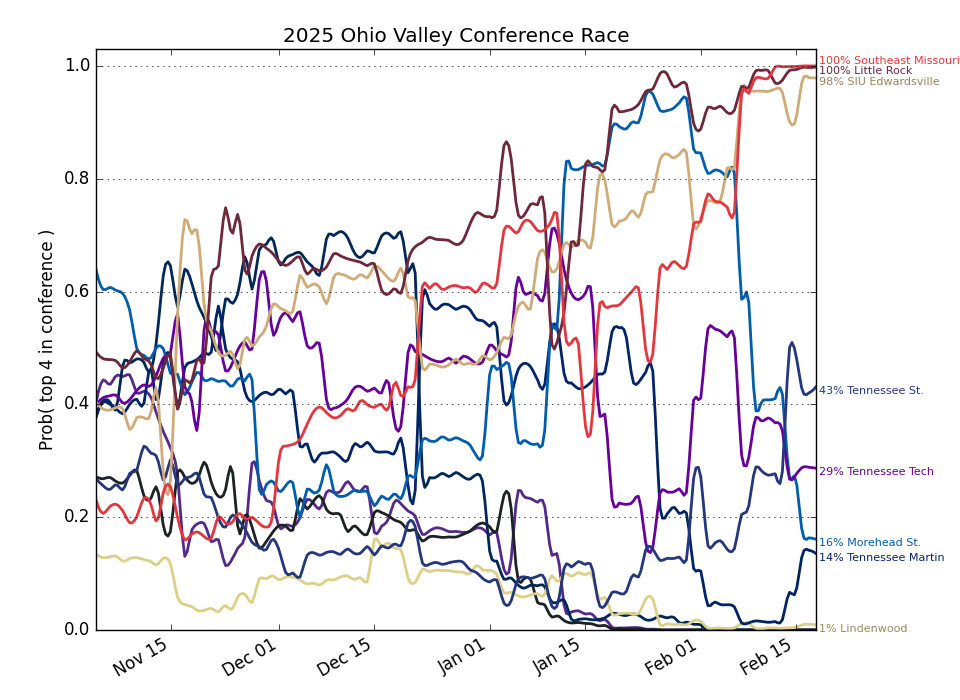 2025 Ohio Valley Conference Race
Prob( top 4 in conference )
1.0
0.8
0.6
0.4
0.2
0.0
Nov 15
Dec 01
Dec 15
Jan 01
Jan 15
Feb 01
Feb 15
100% Southeast Missouri
100% Little Rock
98% SIU Edwardsville
43% Tennessee St.
29% Tennessee Tech
16% Morehead St.
14% Tennessee Martin
1% Lindenwood